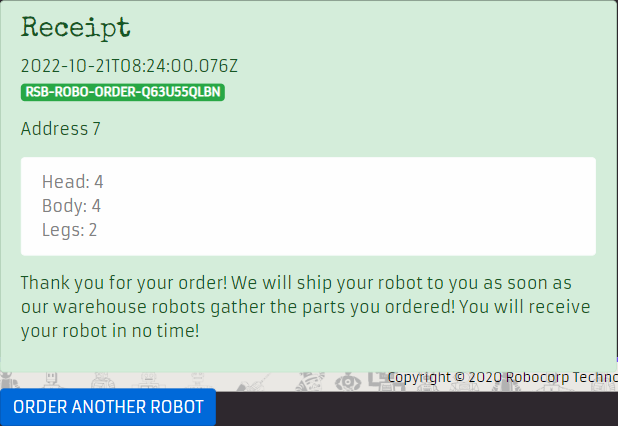 Receipt
2022-10-21T08:24:00.076Z
RSB-ROBO-ORDER-Q63U55QLBN
Address 7
Head: 4
Body: 4
Legs: 2
Thank you for your order! We will ship your robot to you as soon as
our warehouse robots gather the parts you ordered! You will receive
your robot in no time!
Copyright © 2020 Robocorp Techno
ORDER ANOTHER ROBOT